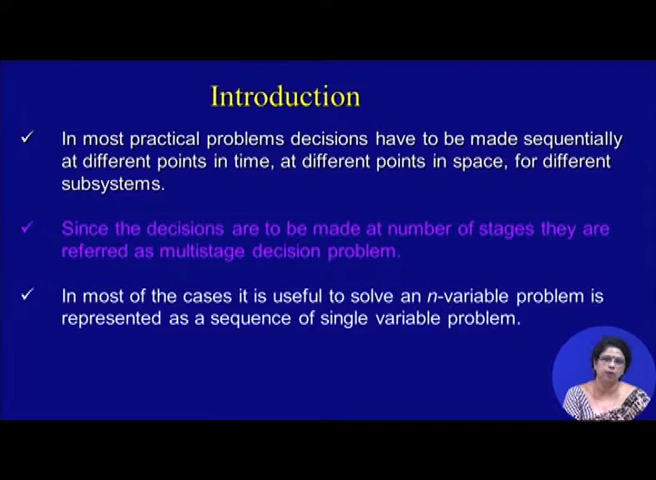 Introduction
✓ In most practical problems decisions have to be made sequentially
at different points in time, at different points in space, for different
subsystems.
✓ Since the decisions are to be made at number of stages they are
referred as multistage decision problem.
✓ In most of the cases it is useful to solve an n-variable problem is
represented as a sequence of single variable problem.